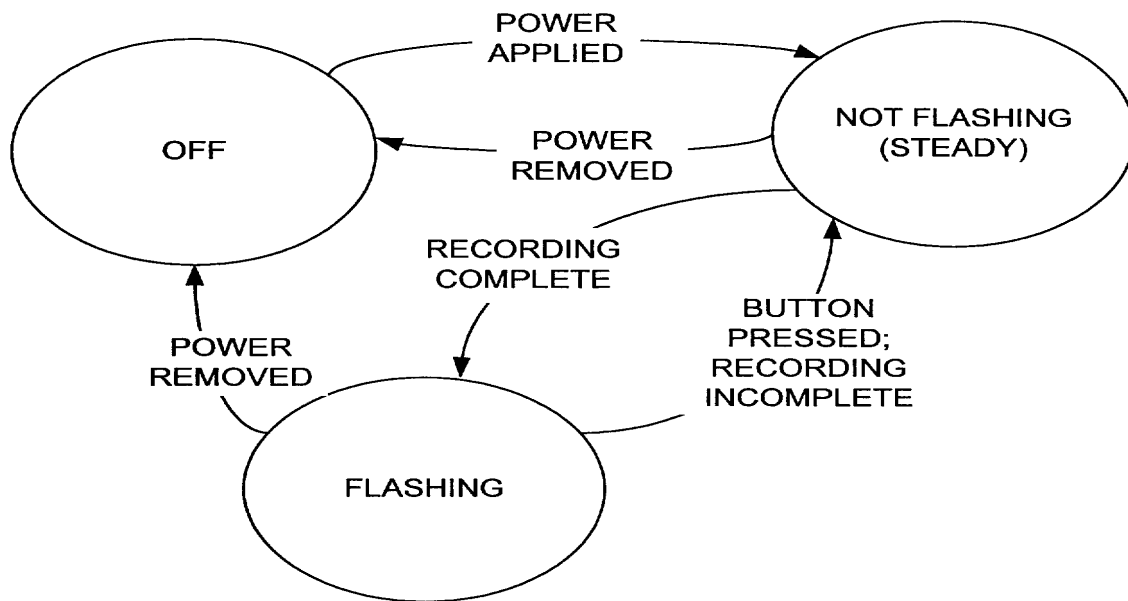 POWER
APPLIED
OFF
NOT FLASHING
(STEADY)
POWER
REMOVED
RECORDING
COMPLETE
BUTTON
PRESSED;
RECORDING
INCOMPLETE
POWER
REMOVED
FLASHING